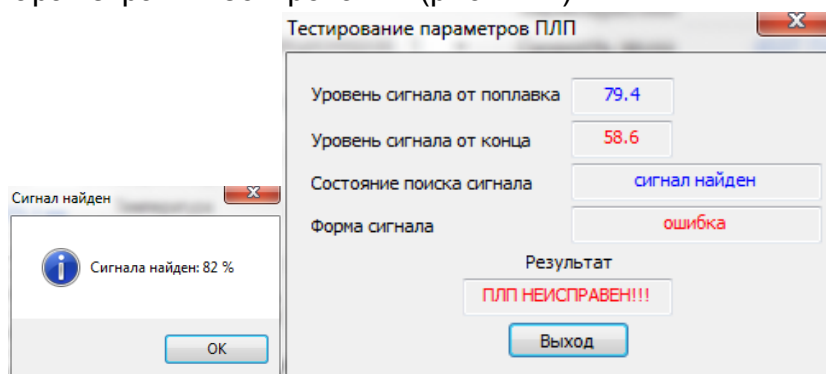 Тестирование параметров ПЛП
Уровень сигнала от поплавка 79.4
Уровень сигнала от конца 58.6
Состояние поиска сигнала сигнал найден
Форма сигнала ошибка
Результат
ПЛП НЕИСПРАВЕН!!!
Выход
Сигнал найден
Сигнала найден: 82 %
OK